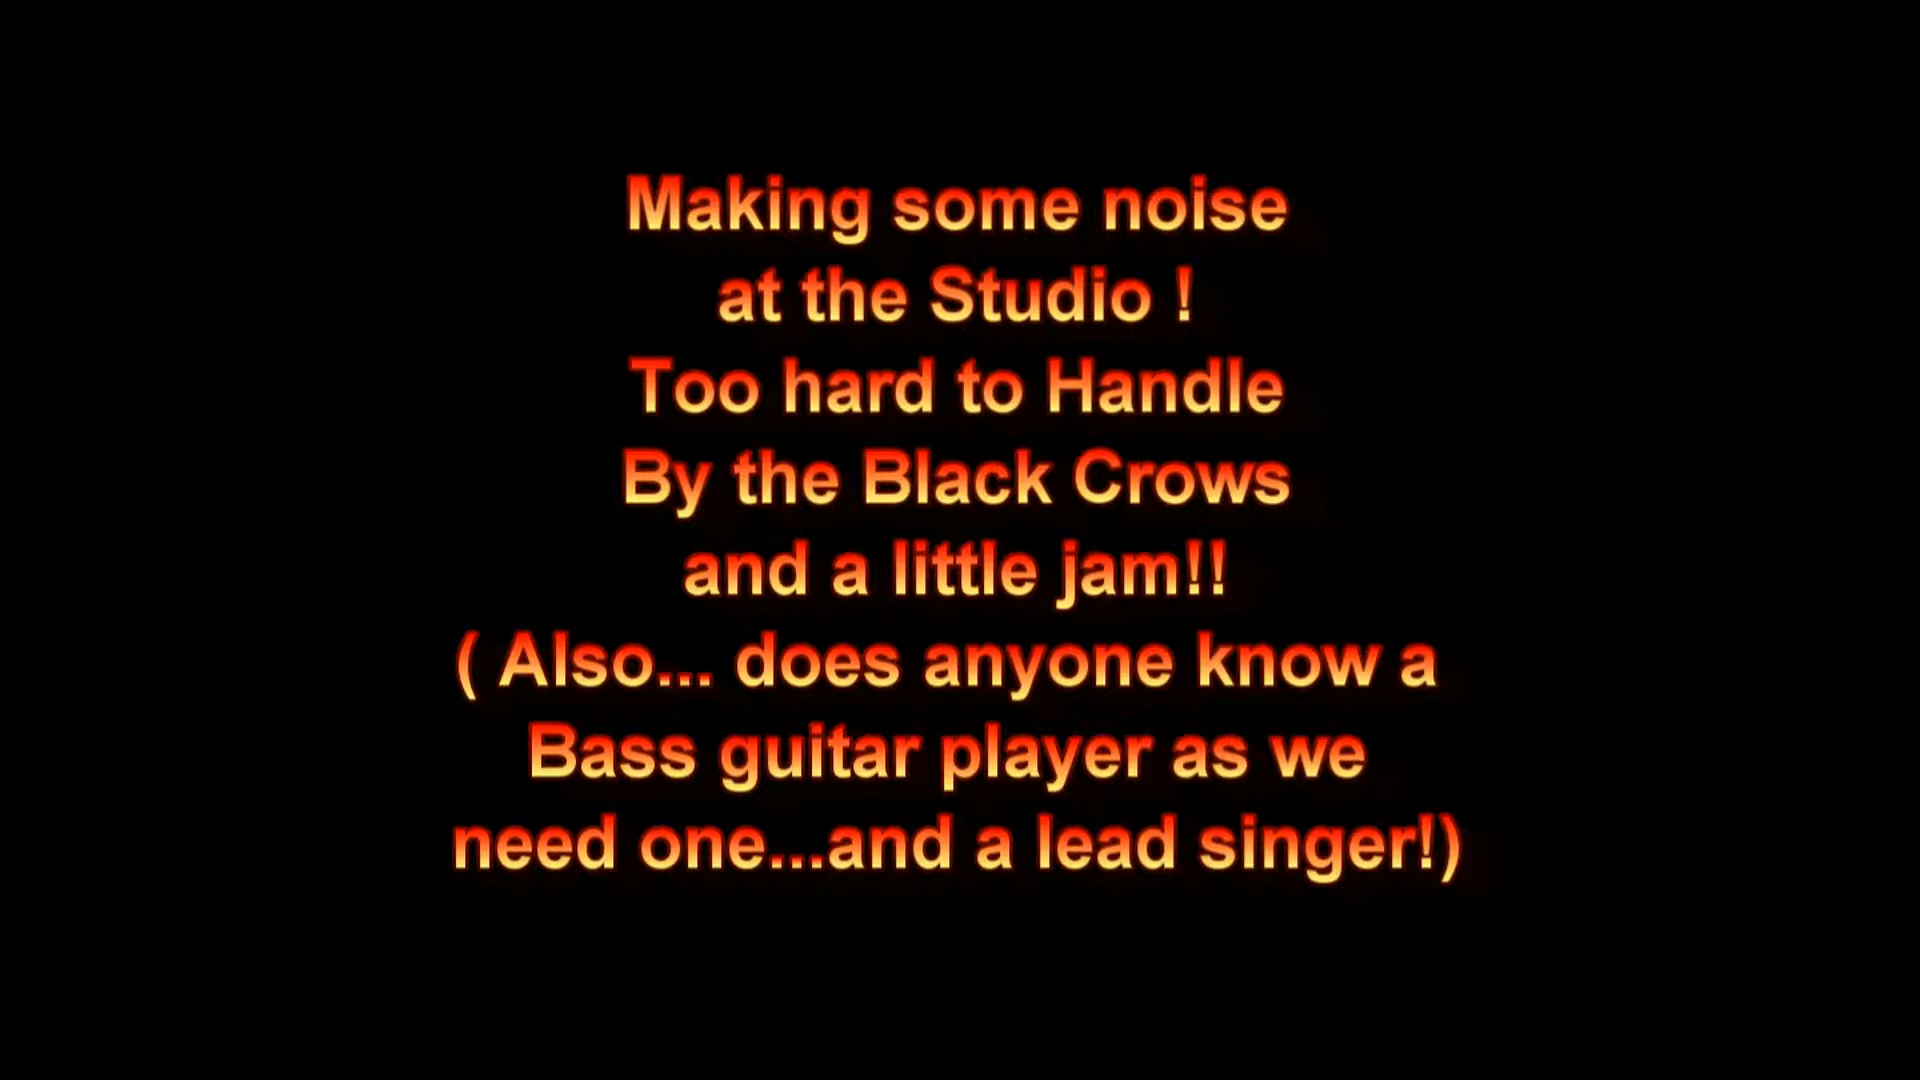 Making some noise
at the Studio !
Too hard to Handle
By the Black Crows
and a little jam!!
( Also... does anyone know a
Bass guitar player as we
need one...and a lead singer!)